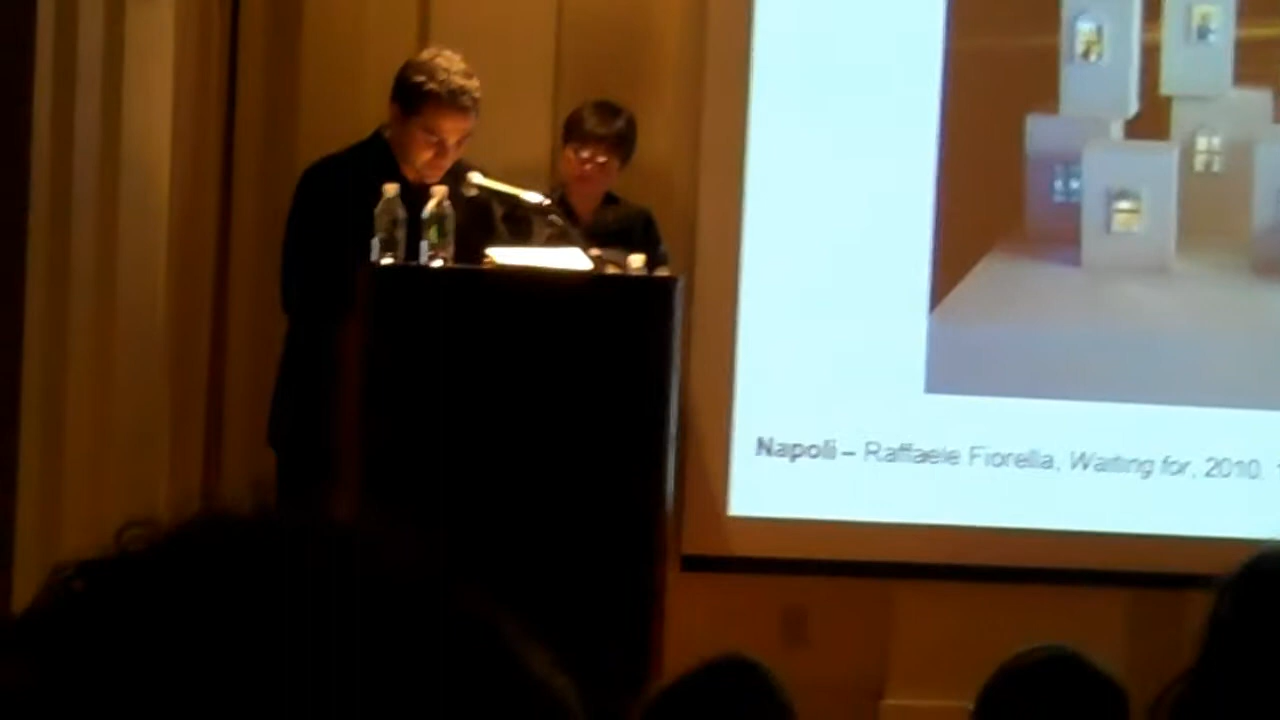 Napoli – Raffaele Fiorella, Waiting for, 2010.